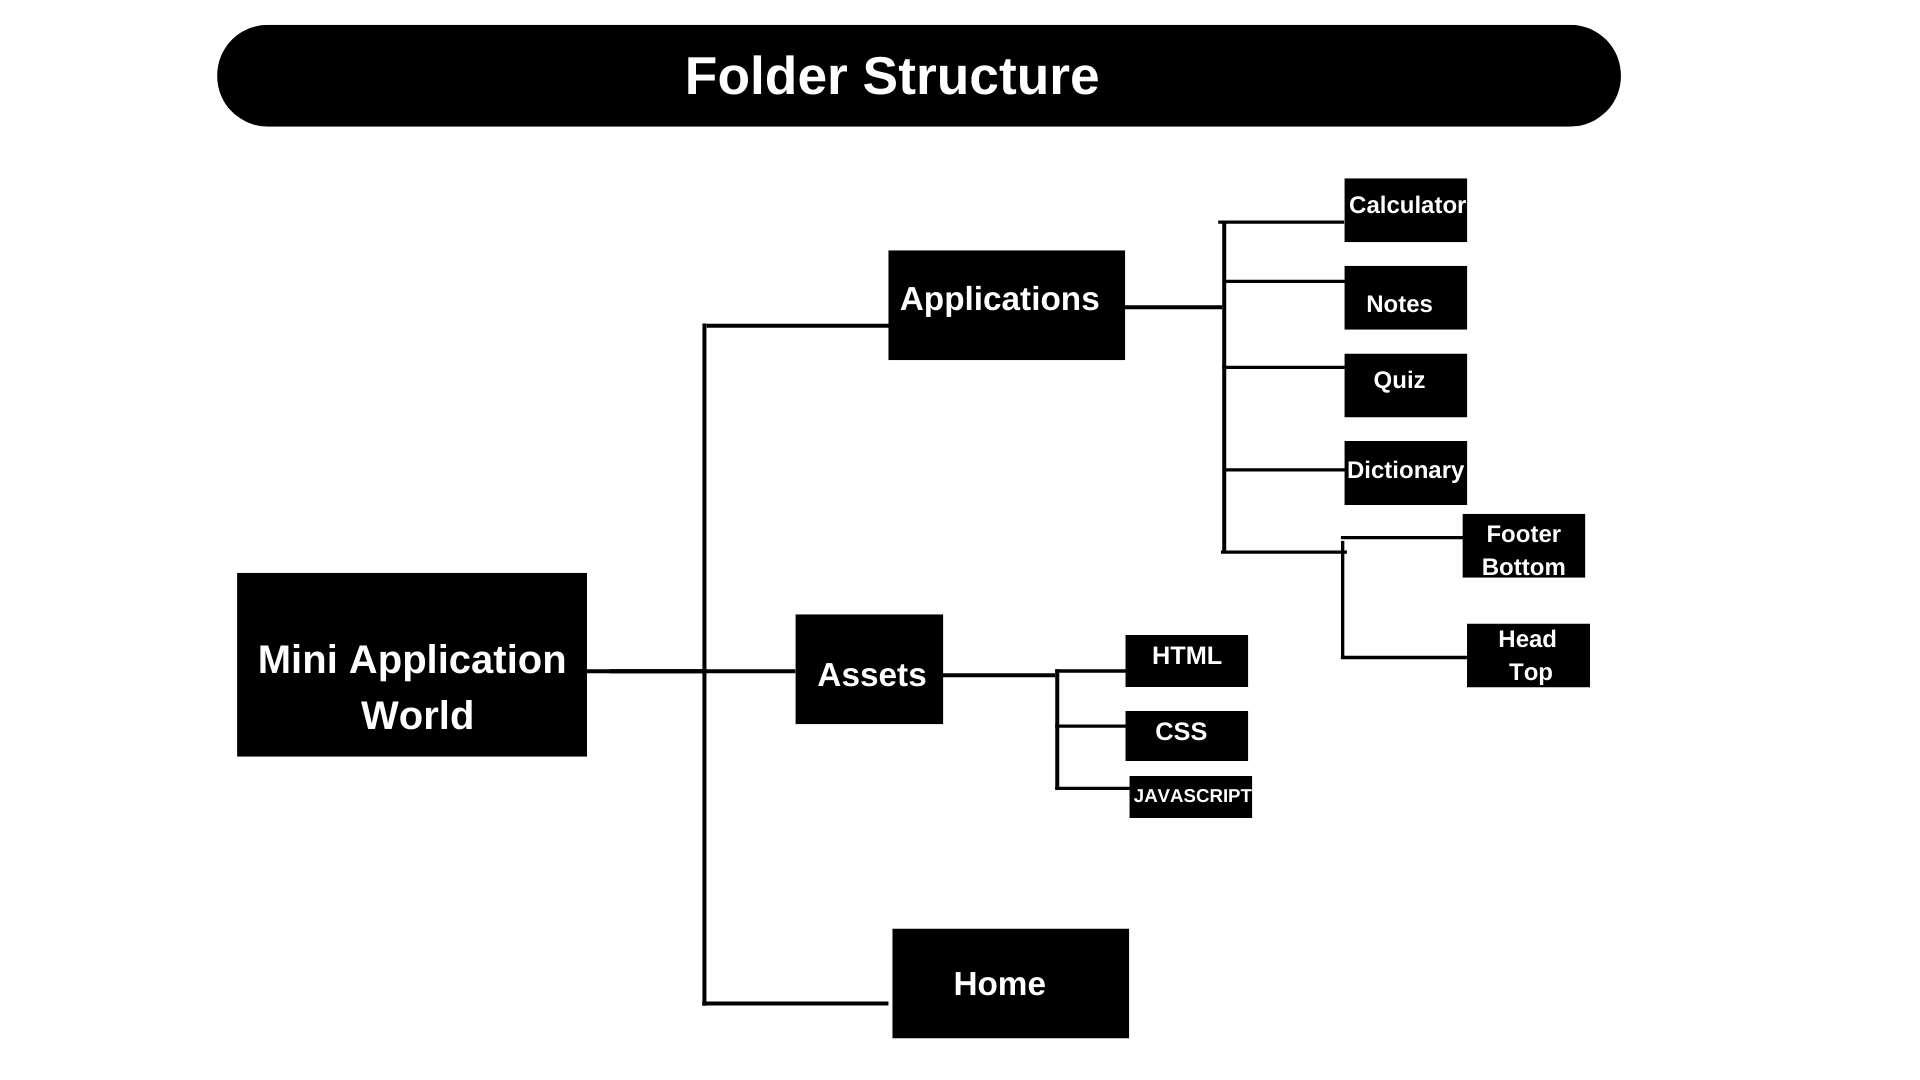 Folder Structure
Calculator
Applications
Notes
Quiz
Dictionary
Footer
Bottom
Mini Application
World
Assets
HTML
Head
Top
CSS
JAVASCRIPT
Home